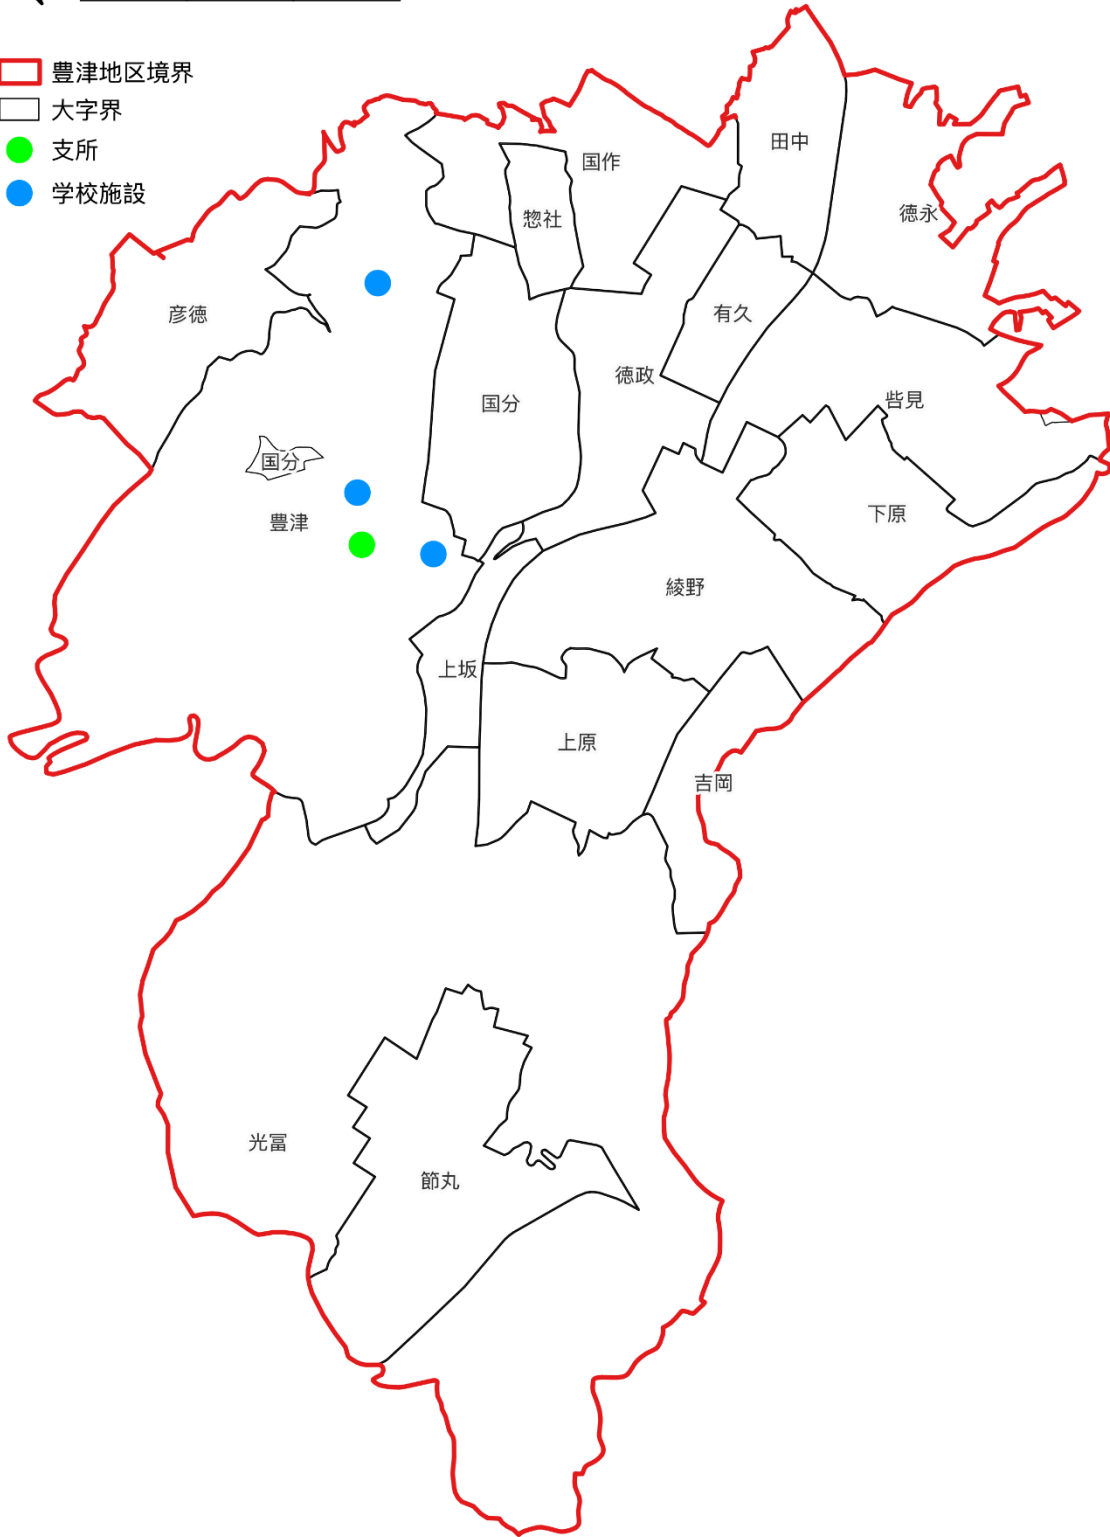 豊津地区境界
大字界
支所
学校施設
田中
国作
徳永
惣社
彦徳
有久
徳政
国分
呰見
国分
下原
豊津
綾野
上坂
上原
吉岡
光冨
節丸